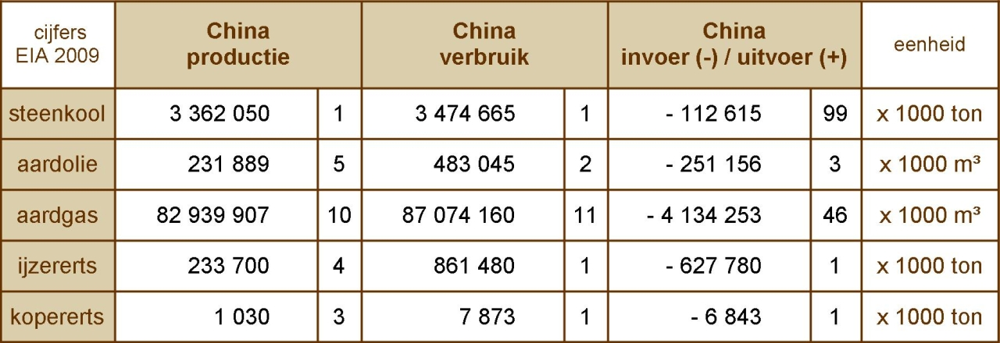 cijfers
EIA 2009
China
productie
China
verbruik
China
invoer (-) / uitvoer (+)
eenheid
steenkool 3 362 050 1 3 474 665 1 - 112 615 99 x 1000 ton
aardolie 231 889 5 483 045 2 - 251 156 3 x 1000 m³
aardgas 82 939 907 10 87 074 160 11 - 4 134 253 46 x 1000 m³
ijzererts 233 700 4 861 480 1 - 627 780 1 x 1000 ton
kopererts 1 030 3 7 873 1 - 6 843 1 x 1000 ton